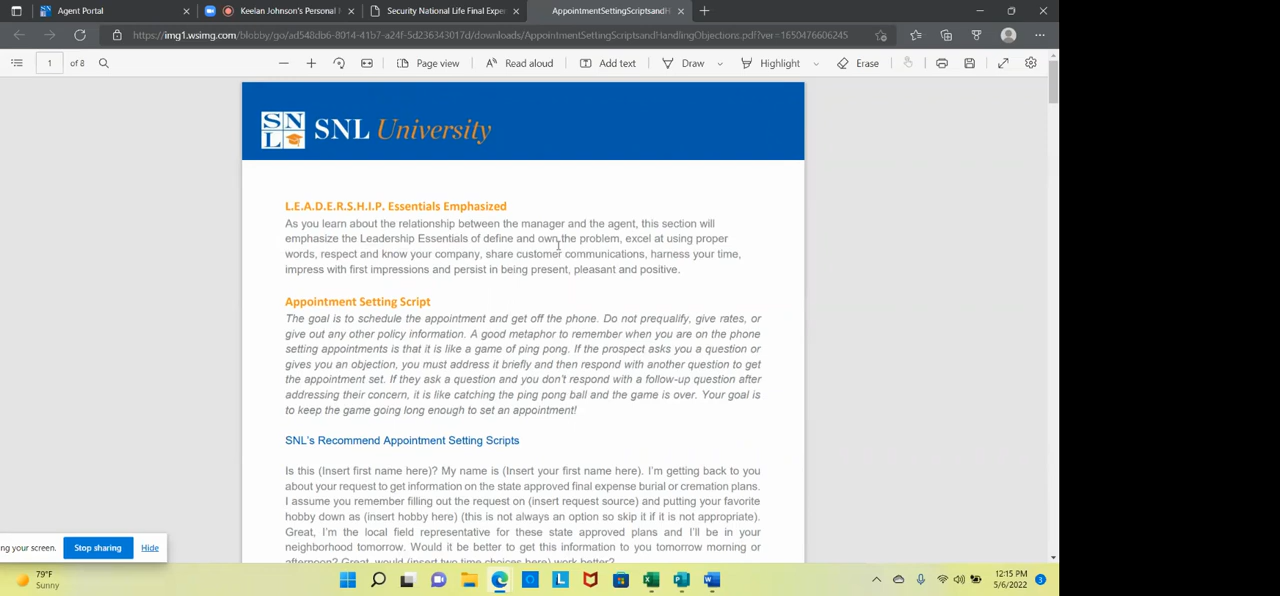 Agent Portal
Keelan Johnson's Personal
Security National Life Final Expe
AppointmentSettingScriptsandH
https://img1.wsimg.com/blobby/go/ad548db6-8014-41b7-a24f-5d236343017d/downloads/AppointmentSettingScriptsandHandlingObjections.pdf?ver=1650476606245
1 of 8
Page view
Read aloud
Add text
Draw
Highlight
Erase
SNL
SNL University
L.E.A.D.E.R.S.H.I.P. Essentials Emphasized
As you learn about the relationship between the manager and the agent, this section will
emphasize the Leadership Essentials of define and own the problem, excel at using proper
words, respect and know your company, share customer communications, harness your time,
impress with first impressions and persist in being present, pleasant and positive.
Appointment Setting Script
The goal is to schedule the appointment and get off the phone. Do not prequalify, give rates, or
give out any other policy information. A good metaphor to remember when you are on the phone
setting appointments is that it is like a game of ping pong. If the prospect asks you a question or
gives you an objection, you must address it briefly and then respond with another question to get
the appointment set. If they ask a question and you don't respond with a follow-up question after
addressing their concern, it is like catching the ping pong ball and the game is over. Your goal is
to keep the game going long enough to set an appointment!
SNL's Recommend Appointment Setting Scripts
Is this (Insert first name here)? My name is (Insert your first name here). I'm getting back to you
about your request to get information on the state approved final expense burial or cremation plans.
I assume you remember filling out the request on (insert request source) and putting your favorite
hobby down as (insert hobby here) (this is not always an option so skip it if it is not appropriate).
Great, I'm the local field representative for these state approved plans and I'll be in your
neighborhood tomorrow. Would it be better to get this information to you tomorrow morning or
afternoon? Great, would (insert two time choices here) work better?
ng your screen.
Stop sharing
Hide
79°F
Sunny
12:15 PM
5/6/2022
3